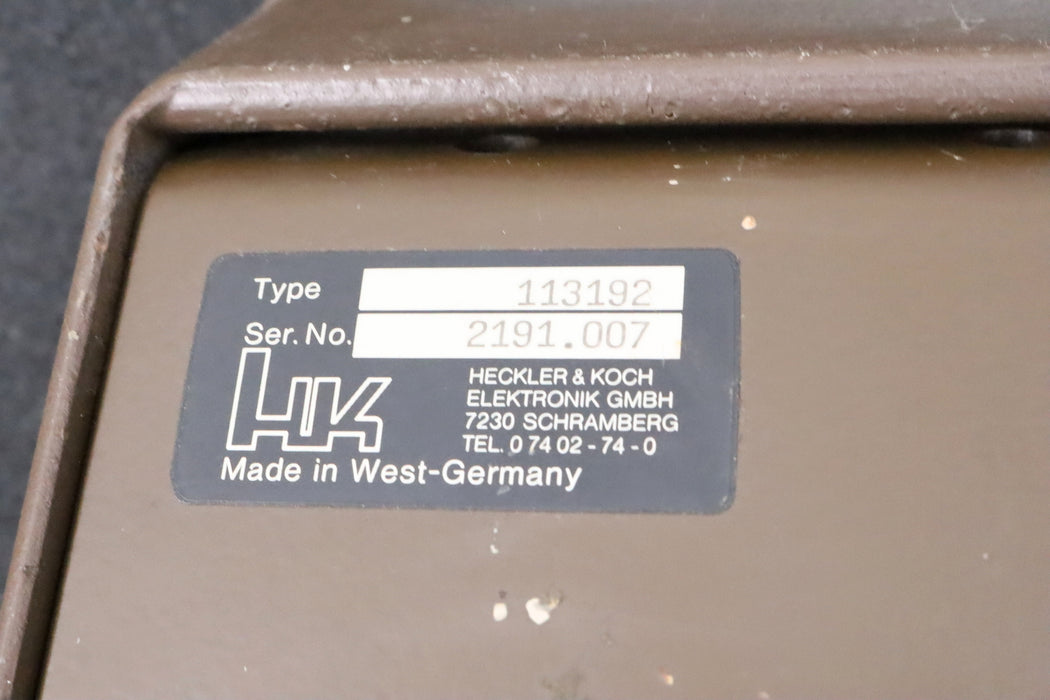 Type 113192
Ser. No. 2191.007
HK
HECKLER & KOCH
ELEKTRONIK GMBH
7230 SCHRAMBERG
TEL. 0 74 02 - 74 - 0
Made in West-Germany